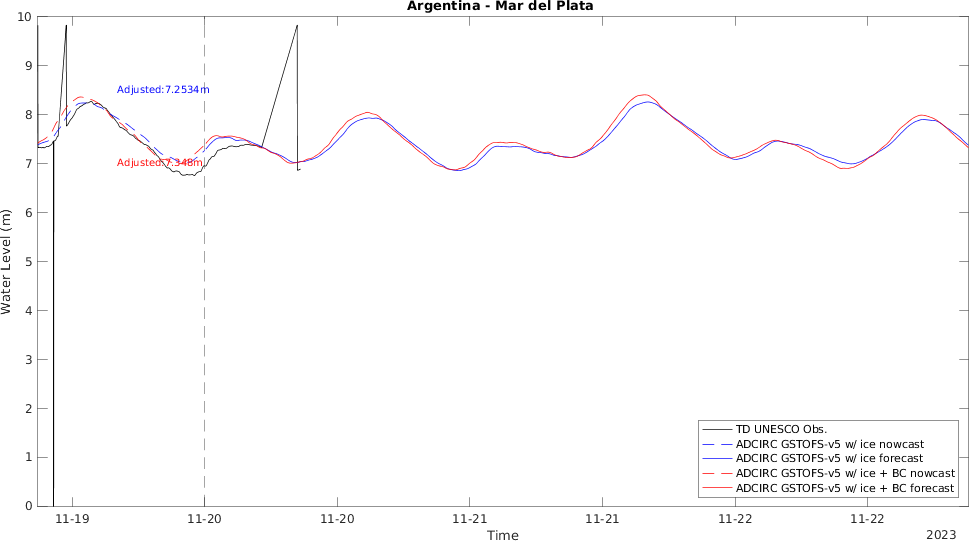 Argentina - Mar del Plata
10
9
8
7
6
5
4
3
2
1
0
Water Level (m)
Adjusted:7.2534m
Adjusted:7.348m
TD UNESCO Obs.
ADCIRC GSTOFS-v5 w/ ice nowcast
ADCIRC GSTOFS-v5 w/ ice forecast
ADCIRC GSTOFS-v5 w/ ice + BC nowcast
ADCIRC GSTOFS-v5 w/ ice + BC forecast
11-19 11-20 11-20 11-21 11-21 11-22 11-22
Time
2023